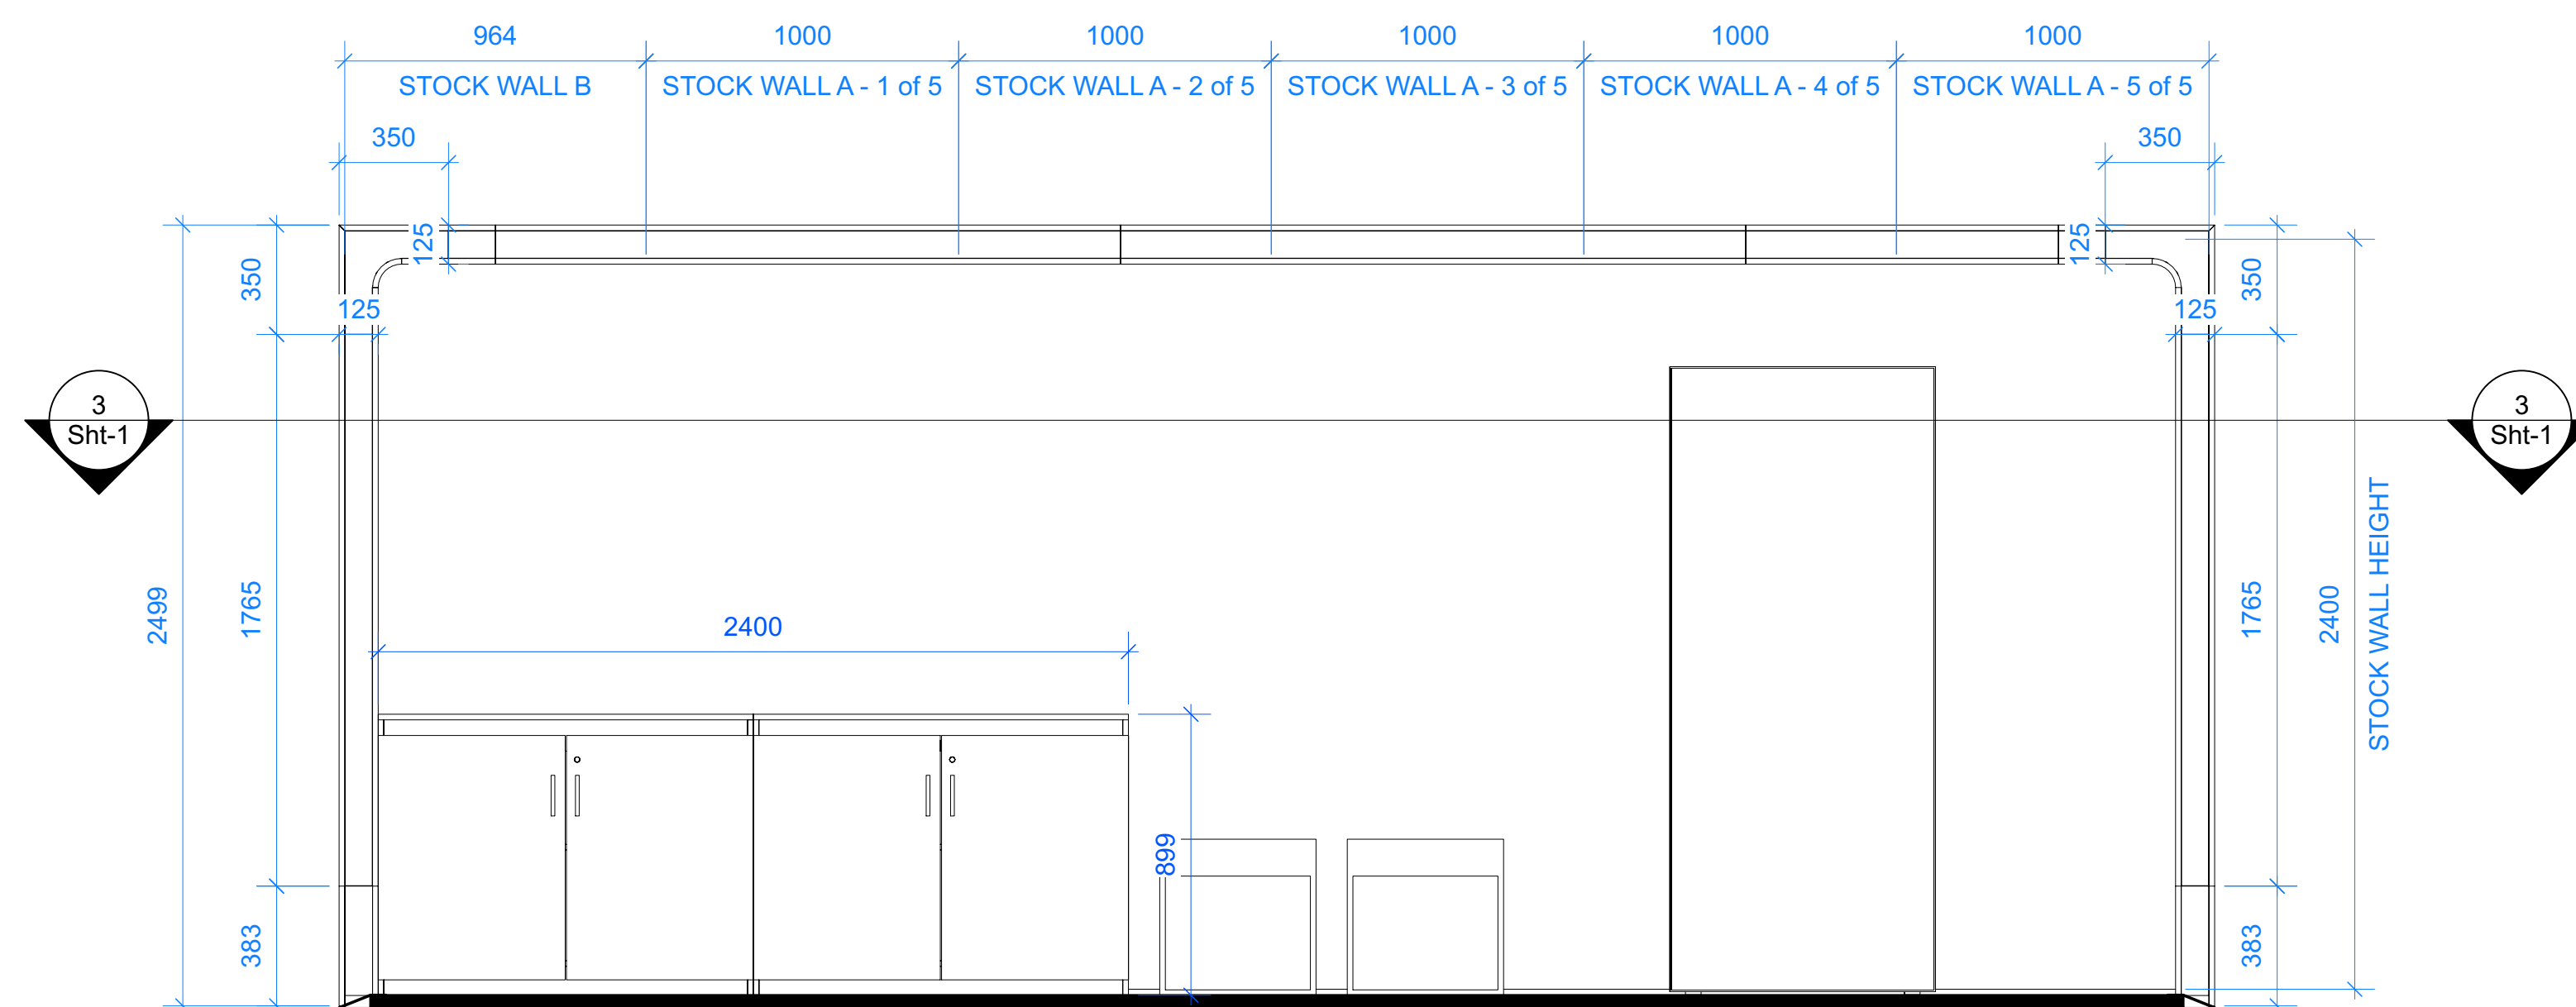 964
1000
1000
1000
1000
1000
STOCK WALL B
STOCK WALL A - 1 of 5
STOCK WALL A - 2 of 5
STOCK WALL A - 3 of 5
STOCK WALL A - 4 of 5
STOCK WALL A - 5 of 5
350
350
125
125
350
350
125
125
3
Sht-1
3
Sht-1
2499
1765
2400
1765
2400
STOCK WALL HEIGHT
899
383
383